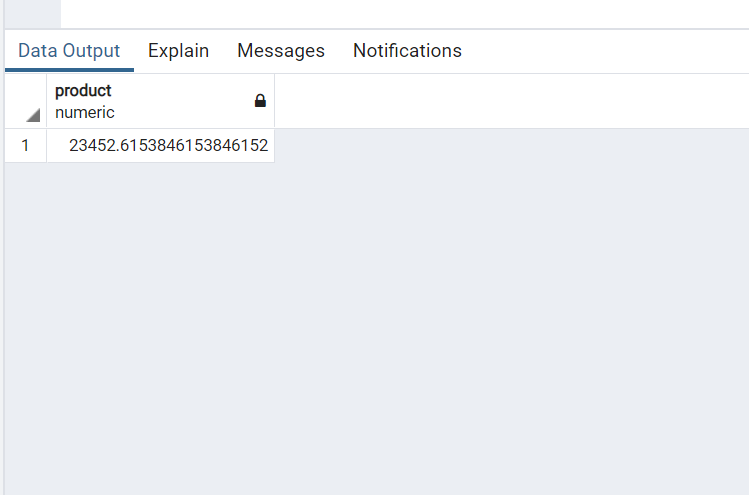 Data Output Explain Messages Notifications
product
numeric
1 23452.6153846153846152